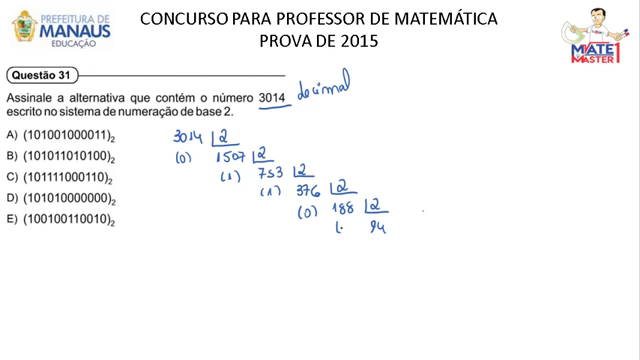 PREFEITURA DE
MANAUS
EDUCAÇÃO
CONCURSO PARA PROFESSOR DE MATEMÁTICA
PROVA DE 2015
MATE
MASTER
1
Questão 31
Assinale a alternativa que contém o número 3014
escrito no sistema de numeração de base 2.
decimal
A) (101001000011)₂
B) (101011010100)₂
C) (101111000110)₂
D) (101010000000)₂
E) (100100110010)₂
3014 2
(0) 1507 2
(1) 753 2
(1) 376 2
(0) 188 2
94